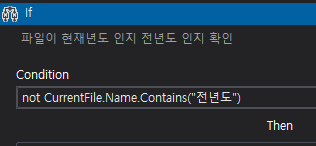 If
파일이 현재년도 인지 전년도 인지 확인
Condition
not CurrentFile.Name.Contains("전년도")
Then